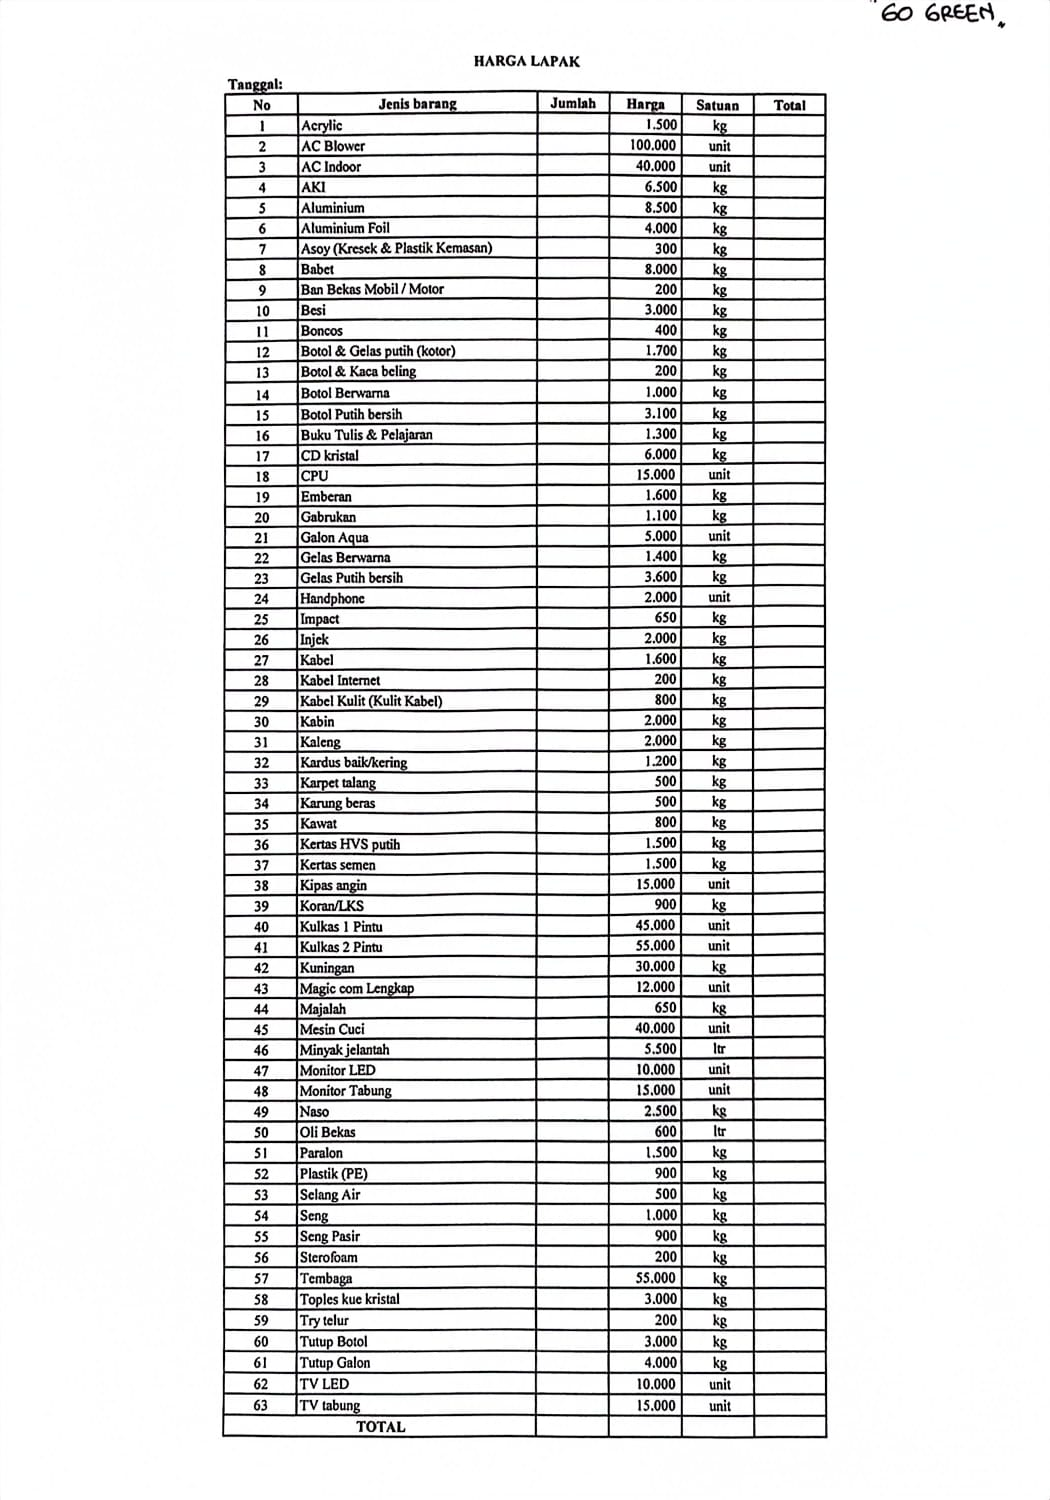 "GO GREEN"
HARGA LAPAK
Tanggal:
No Jenis barang Jumlah Harga Satuan Total
1 Acrylic 1.500 kg
2 AC Blower 100.000 unit
3 AC Indoor 40.000 unit
4 AKI 6.500 kg
5 Aluminium 8.500 kg
6 Aluminium Foil 4.000 kg
7 Asoy (Kresek & Plastik Kemasan) 300 kg
8 Babet 8.000 kg
9 Ban Bekas Mobil / Motor 200 kg
10 Besi 3.000 kg
11 Boncos 400 kg
12 Botol & Gelas putih (kotor) 1.700 kg
13 Botol & Kaca beling 200 kg
14 Botol Berwarna 1.000 kg
15 Botol Putih bersih 3.100 kg
16 Buku Tulis & Pelajaran 1.300 kg
17 CD kristal 6.000 kg
18 CPU 15.000 unit
19 Emberan 1.600 kg
20 Gabrukan 1.100 kg
21 Galon Aqua 5.000 unit
22 Gelas Berwarna 1.400 kg
23 Gelas Putih bersih 3.600 kg
24 Handphone 2.000 unit
25 Impact 650 kg
26 Injek 2.000 kg
27 Kabel 1.600 kg
28 Kabel Internet 200 kg
29 Kabel Kulit (Kulit Kabel) 800 kg
30 Kabin 2.000 kg
31 Kaleng 2.000 kg
32 Kardus baik/kering 1.200 kg
33 Karpet talang 500 kg
34 Karung beras 500 kg
35 Kawat 800 kg
36 Kertas HVS putih 1.500 kg
37 Kertas semen 1.500 kg
38 Kipas angin 15.000 unit
39 Koran/LKS 900 kg
40 Kulkas 1 Pintu 45.000 unit
41 Kulkas 2 Pintu 55.000 unit
42 Kuningan 30.000 kg
43 Magic com Lengkap 12.000 unit
44 Majalah 650 kg
45 Mesin Cuci 40.000 unit
46 Minyak jelantah 5.500 ltr
47 Monitor LED 10.000 unit
48 Monitor Tabung 15.000 unit
49 Naso 2.500 kg
50 Oli Bekas 600 ltr
51 Paralon 1.500 kg
52 Plastik (PE) 900 kg
53 Selang Air 500 kg
54 Seng 1.000 kg
55 Seng Pasir 900 kg
56 Sterofoam 200 kg
57 Tembaga 55.000 kg
58 Toples kue kristal 3.000 kg
59 Try telur 200 kg
60 Tutup Botol 3.000 kg
61 Tutup Galon 4.000 kg
62 TV LED 10.000 unit
63 TV tabung 15.000 unit
TOTAL